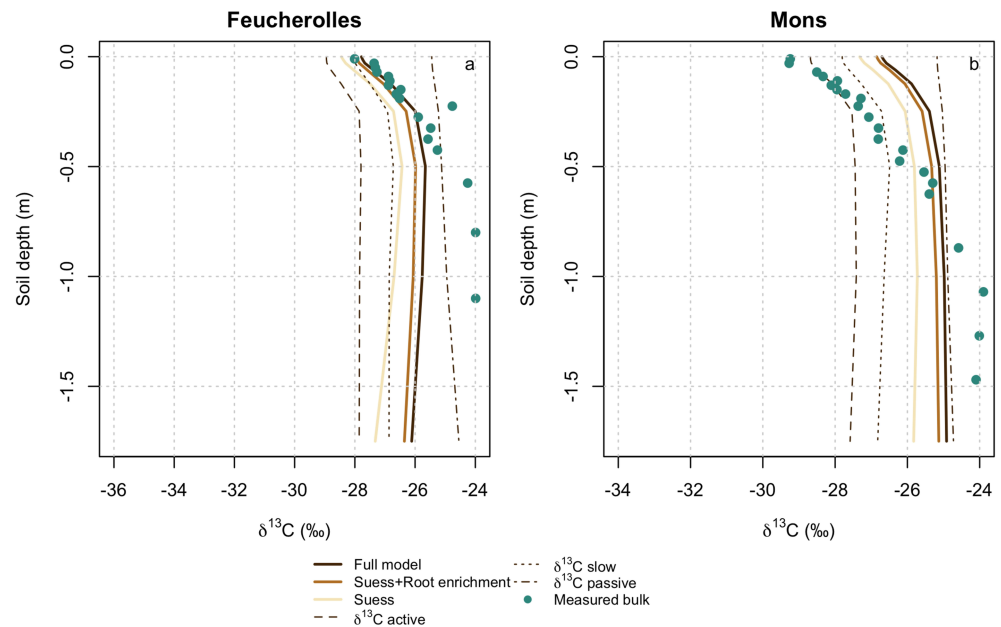 Feucherolles
Mons
a
b
0.0
-0.5
-1.0
-1.5
Soil depth (m)
0.0
-0.5
-1.0
-1.5
Soil depth (m)
-36 -34 -32 -30 -28 -26 -24
-34 -32 -30 -28 -26 -24
δ¹³C (‰)
δ¹³C (‰)
Full model
Suess+Root enrichment
Suess
δ¹³C active
δ¹³C slow
δ¹³C passive
Measured bulk